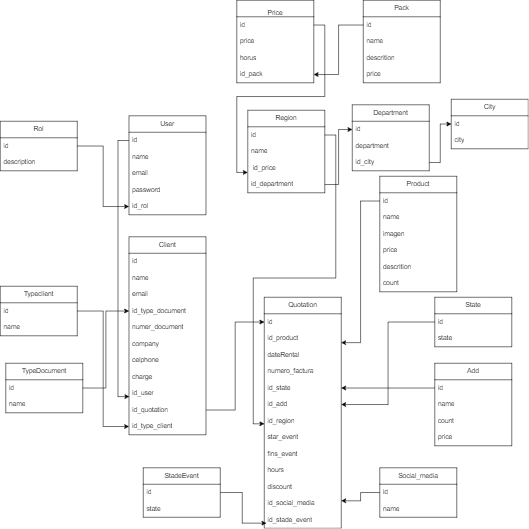 Price
id
price
horus
id_pack
Pack
id
name
descrition
price
Rol
id
description
User
id
name
email
password
id_rol
Region
id
name
id_price
id_department
Department
id
department
id_city
City
id
city
Product
id
name
imagen
price
descrition
count
Client
id
name
email
id_type_document
numer_document
company
celphone
charge
id_user
id_quotation
id_type_client
Typeclient
id
name
TypeDocument
id
name
Quotation
id
id_product
dateRental
numero_factura
id_state
id_add
id_region
star_event
fins_event
hours
discount
id_social_media
id_stade_event
State
id
state
Add
id
name
count
price
StadeEvent
id
state
Social_media
id
name